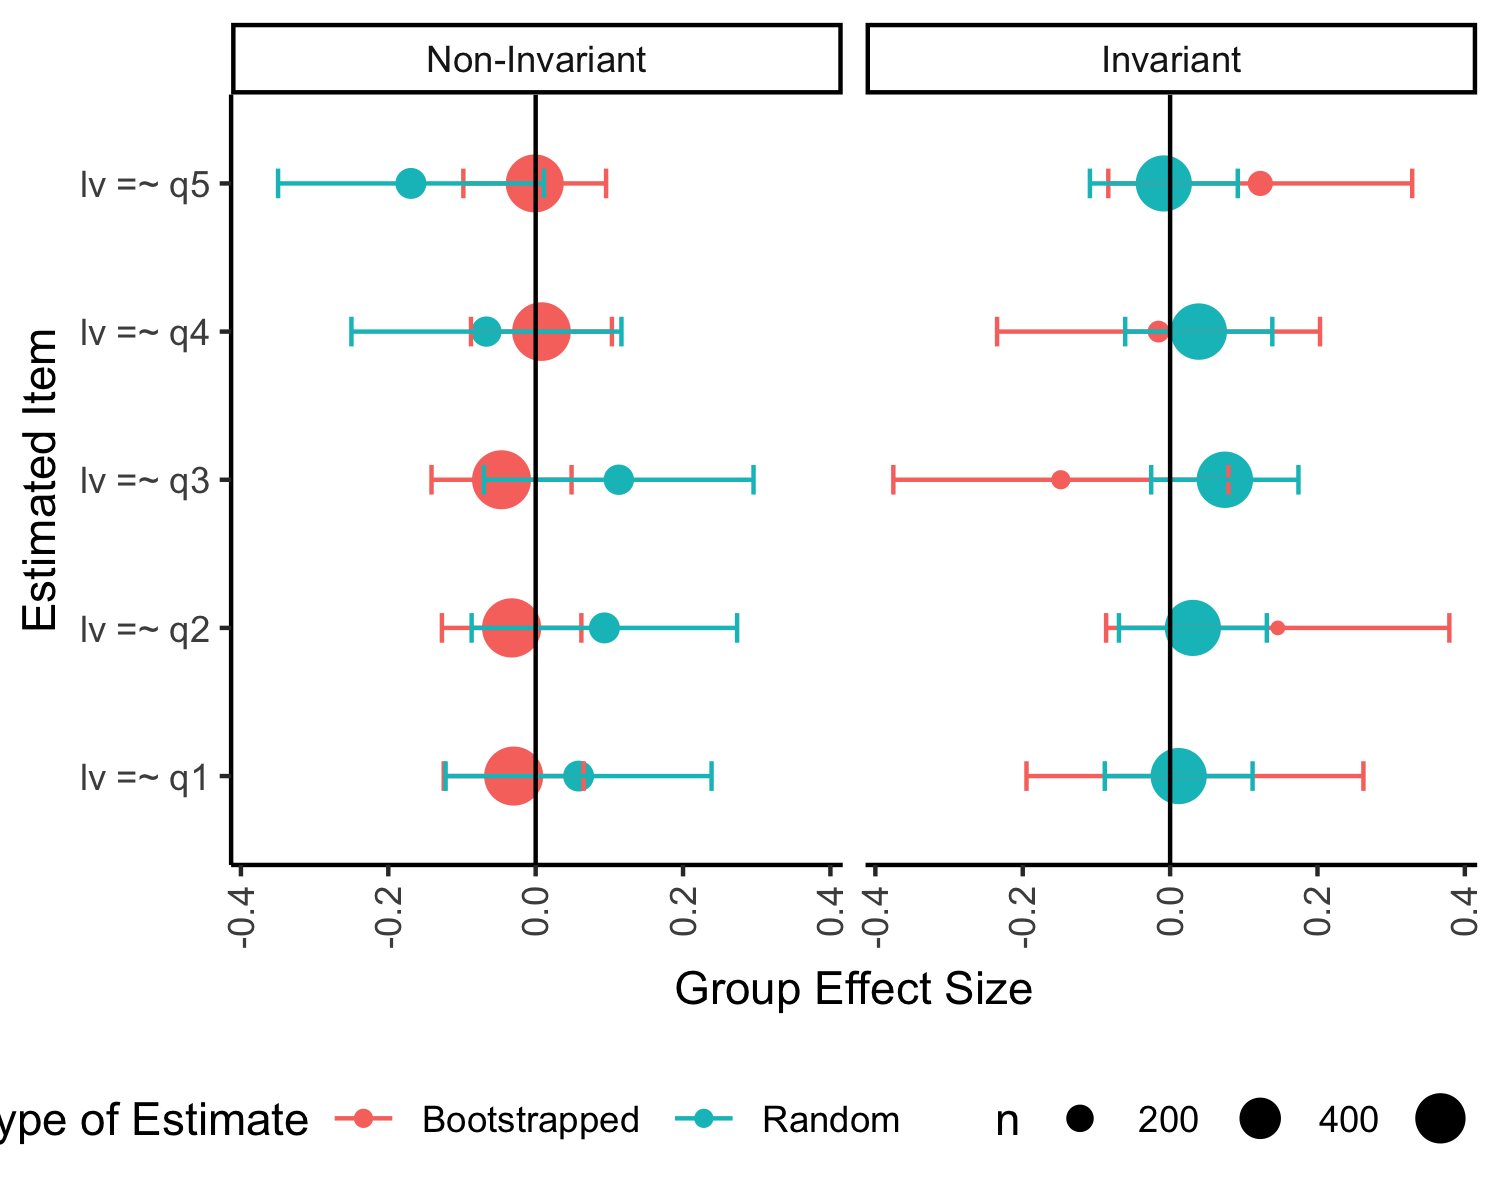 Non-Invariant
Invariant
Estimated Item
lv =~ q5
lv =~ q4
lv =~ q3
lv =~ q2
lv =~ q1
-0.4 -0.2 0.0 0.2 0.4
-0.4 -0.2 0.0 0.2 0.4
Group Effect Size
ype of Estimate Bootstrapped Random n 200 400